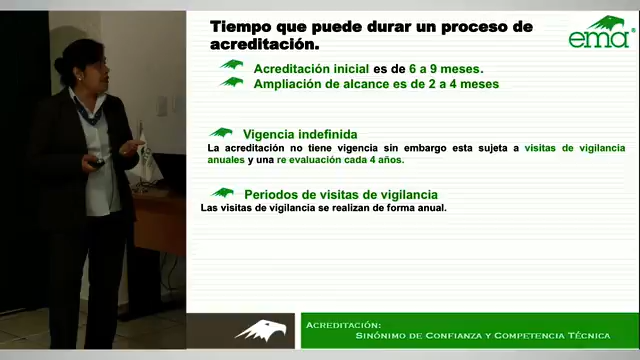 Tiempo que puede durar un proceso de
acreditación.
ema®
Acreditación inicial es de 6 a 9 meses.
Ampliación de alcance es de 2 a 4 meses
Vigencia indefinida
La acreditación no tiene vigencia sin embargo esta sujeta a visitas de vigilancia
anuales y una re evaluación cada 4 años.
Periodos de visitas de vigilancia
Las visitas de vigilancia se realizan de forma anual.
ACREDITACIÓN:
SINÓNIMO DE CONFIANZA Y COMPETENCIA TÉCNICA